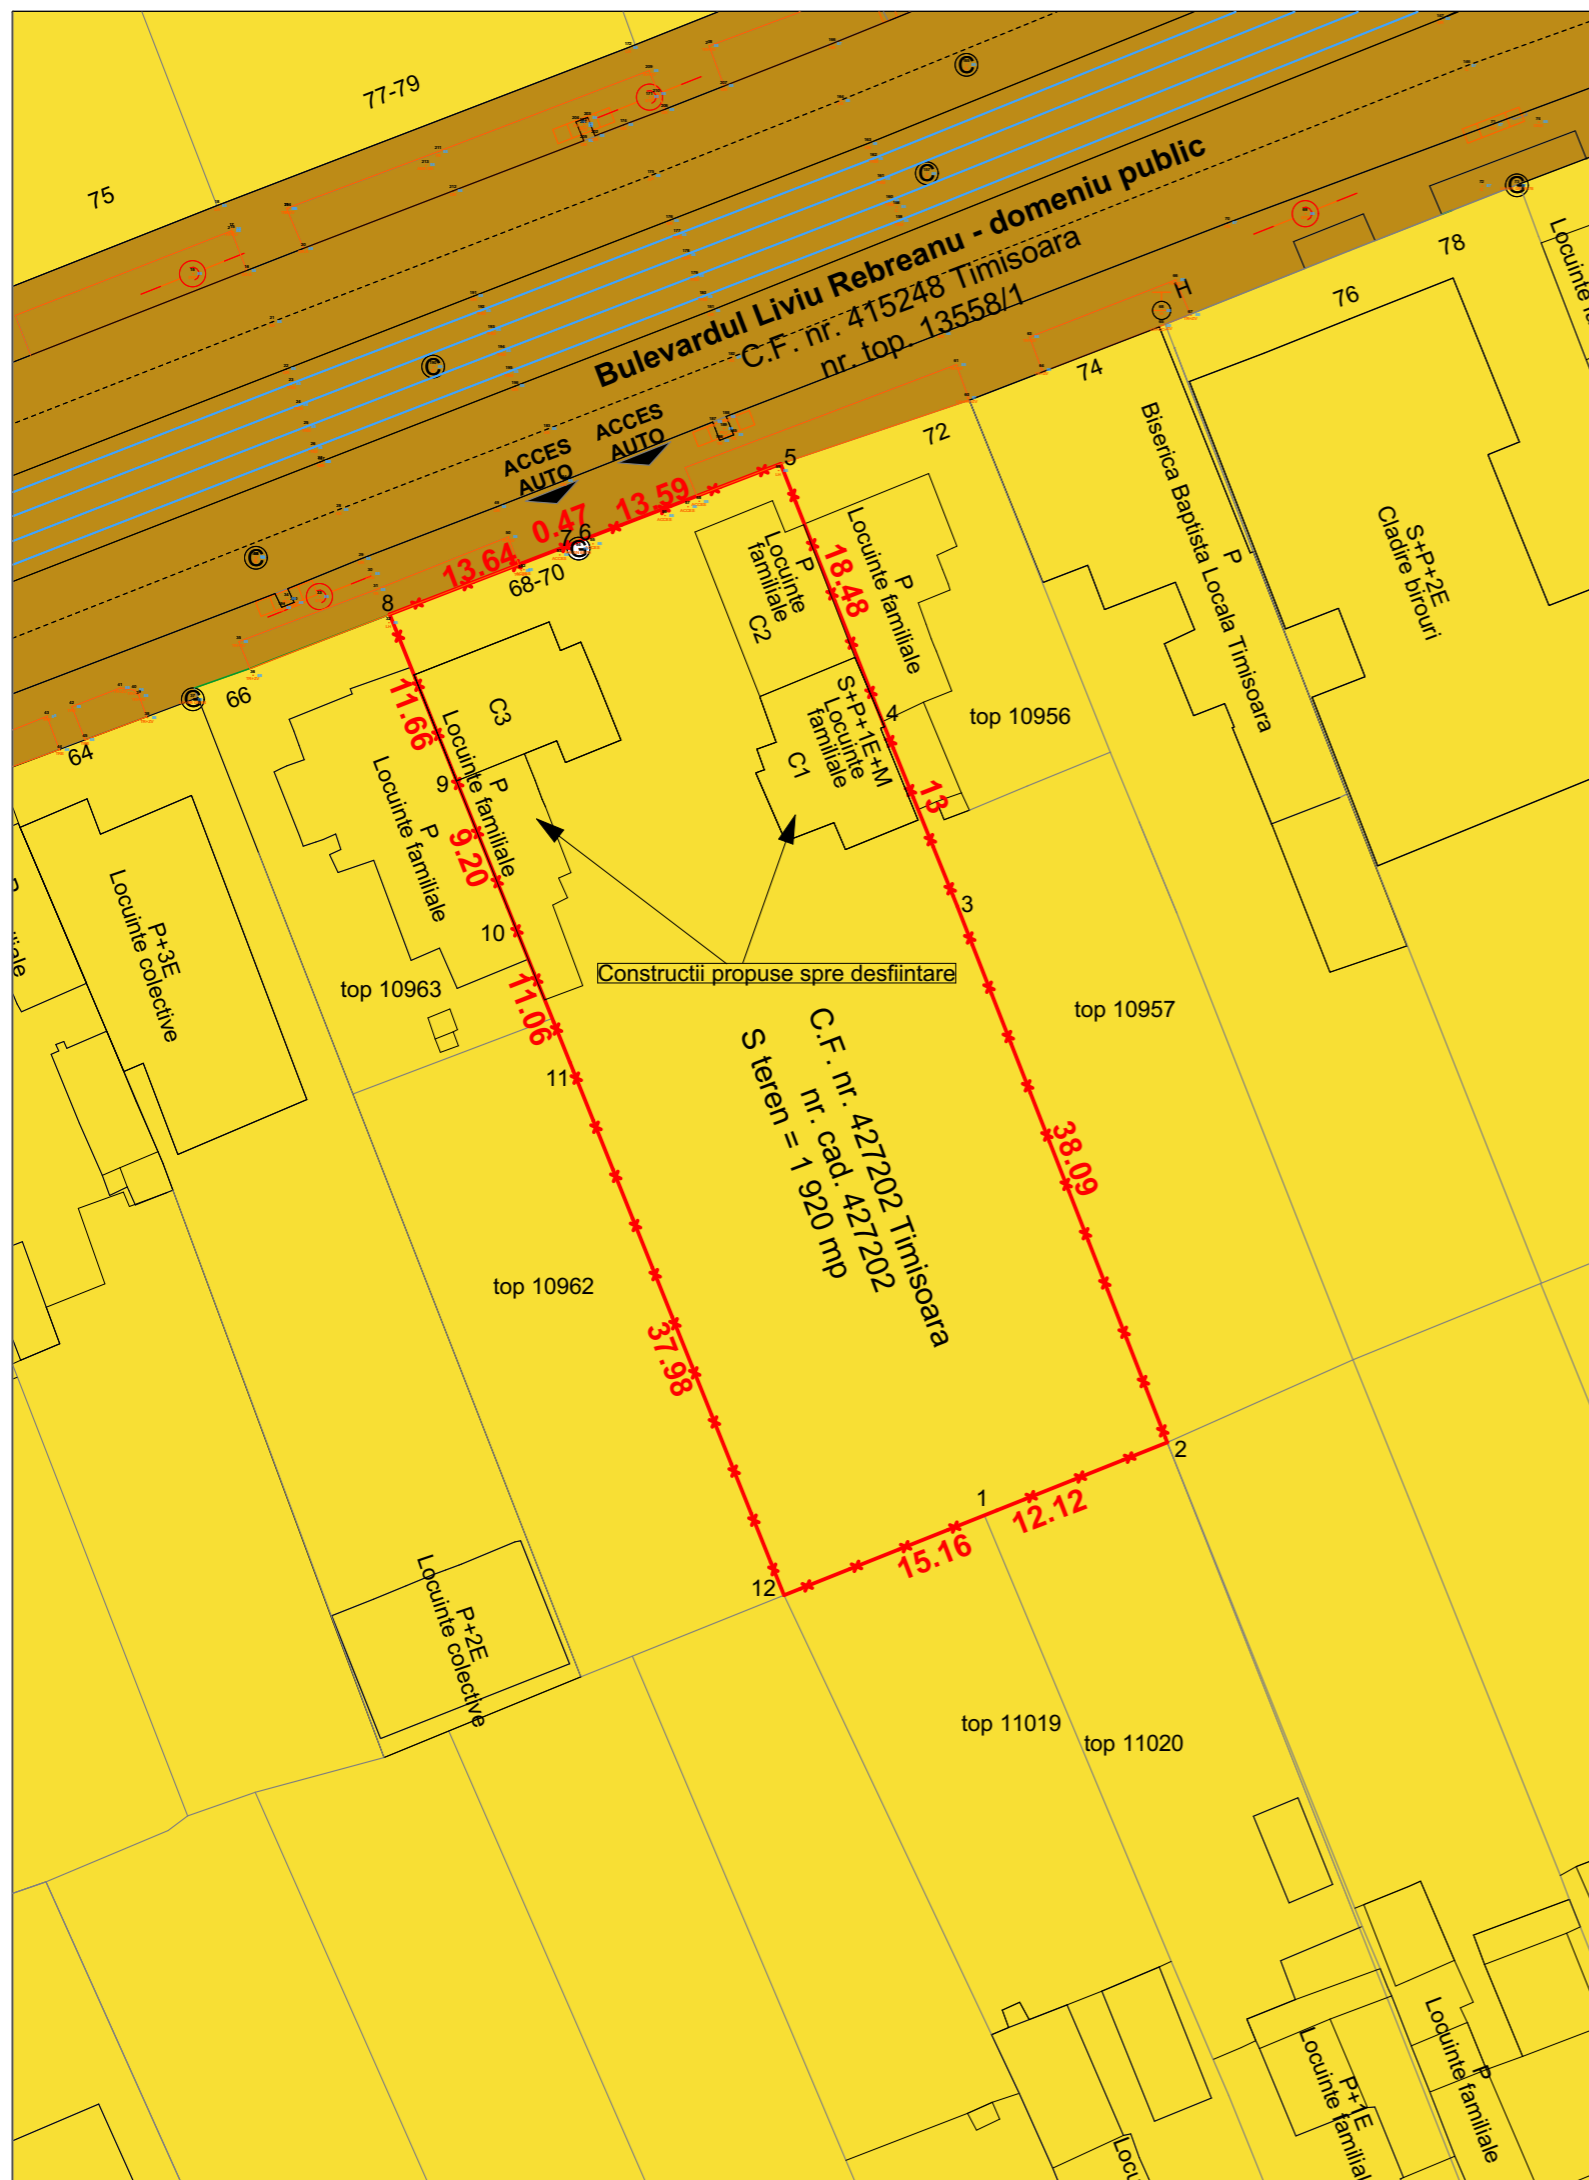 77-79
75
Bulevardul Liviu Rebreanu - domeniu public
C.F. nr. 415248 Timisoara
nr. top. 13558/1
C
C
C
C
G
G
G
H
78
76
74
72
ACCES
AUTO
ACCES
AUTO
5
13.59
0.47
7
6
13.64
68-70
8
66
64
18.48
11.66
9
9.20
10
11.06
11
4
13
3
38.09
37.98
2
1
12.12
15.16
12
P
Locuinte
familiale
C2
P
Locuinte familiale
S+P+1E+M
Locuinte
familiale
C1
C3
P
Locuinte familiale
P
Locuinte familiale
P
Biserica Baptista Locala Timisoara
S+P+2E
Cladire birouri
P+3E
Locuinte colective
top 10956
top 10963
top 10957
top 10962
Constructii propuse spre desfiintare
C.F. nr. 427202 Timisoara
nr. cad. 427202
S teren = 1 920 mp
P+2E
Locuinte colective
top 11019
top 11020
P
Locuinte familiale
P+1E
Locuinte familial
Locu